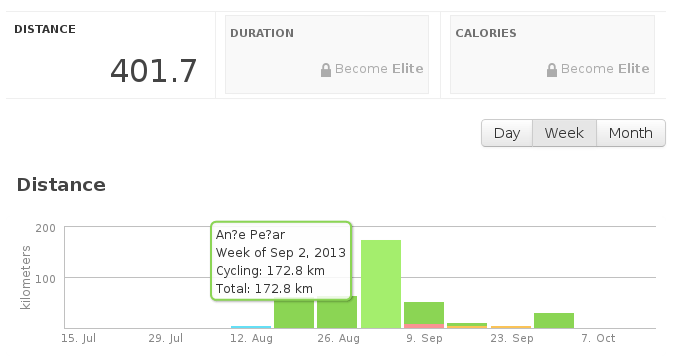 DISTANCE
401.7
DURATION
Become Elite
CALORIES
Become Elite
Day Week Month
Distance
200
100
kilometers
An?e Pe?ar
Week of Sep 2, 2013
Cycling: 172.8 km
Total: 172.8 km
15. Jul 29. Jul 12. Aug 26. Aug 9. Sep 23. Sep 7. Oct